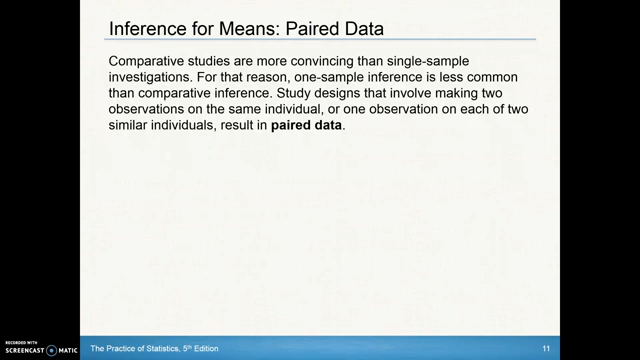 Inference for Means: Paired Data
Comparative studies are more convincing than single-sample
investigations. For that reason, one-sample inference is less common
than comparative inference. Study designs that involve making two
observations on the same individual, or one observation on each of two
similar individuals, result in paired data.
The Practice of Statistics, 5th Edition
11
RECORDED WITH
SCREENCAST MATIC